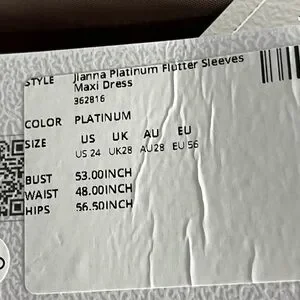 STYLE Jianna Platinum Flutter Sleeves
Maxi Dress
362816
COLOR PLATINUM
SIZE US UK AU EU
US 24 UK28 AU28 EU 56
BUST 53.00INCH
WAIST 48.00INCH
HIPS 56.50INCH